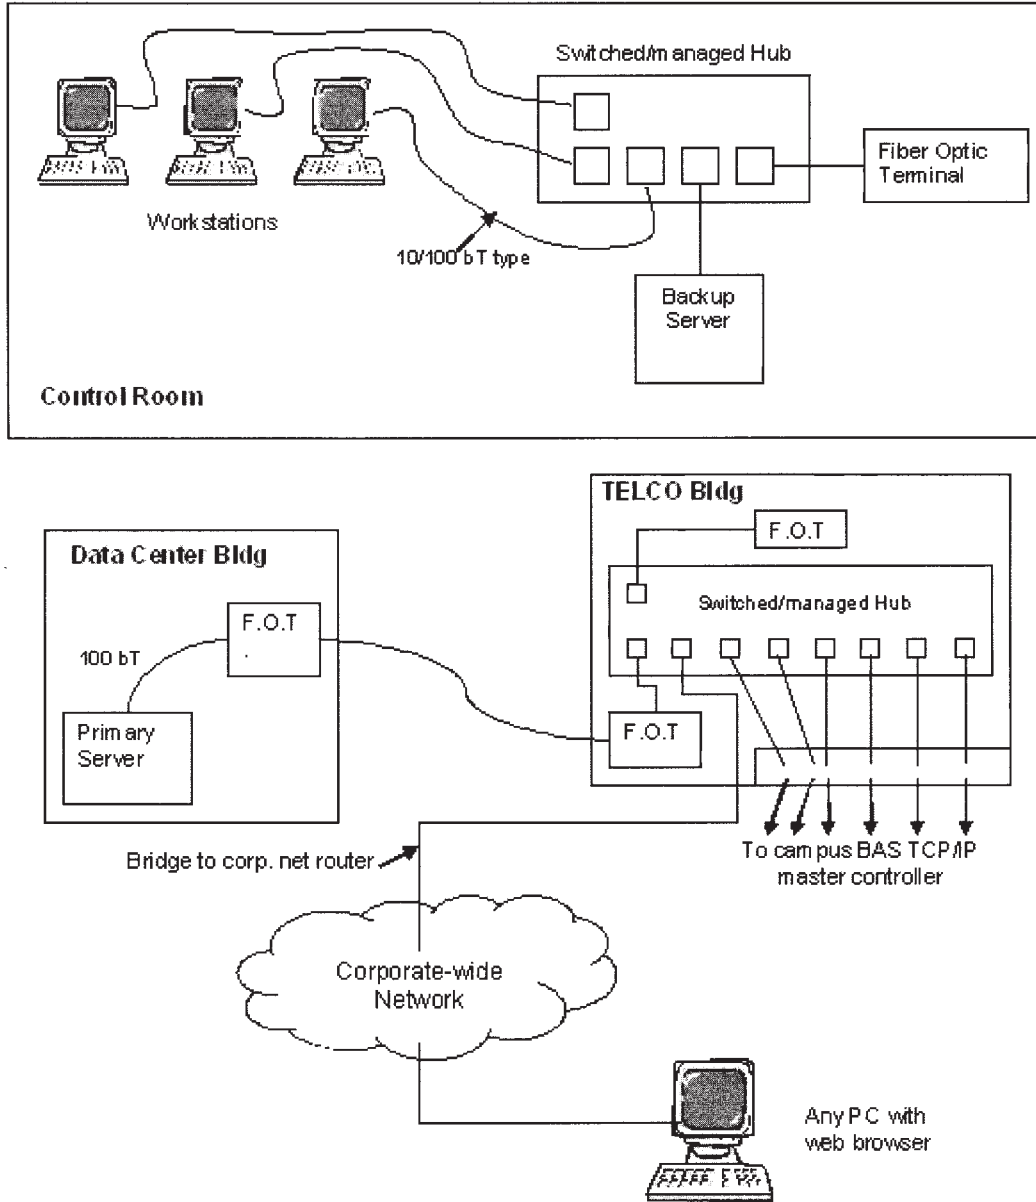 Switched/managed Hub
Fiber Optic
Terminal
Workstations
10/100 bT type
Backup
Server
Control Room
TELCO Bldg
F.O.T
Data Center Bldg
F.O.T
.
Switched/managed Hub
100 bT
Primary
Server
F.O.T
Bridge to corp. net router
To campus BAS TCP/IP
master controller
Corporate-wide
Network
Any PC with
web browser